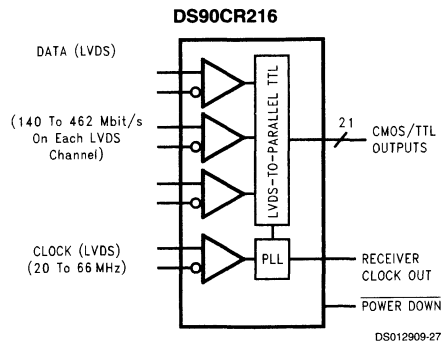 DS90CR216
DATA (LVDS)
(140 To 462 Mbit/s
On Each LVDS
Channel)
LVDS-TO-PARALLEL TTL
21
CMOS/TTL
OUTPUTS
CLOCK (LVDS)
(20 To 66 MHz)
PLL
RECEIVER
CLOCK OUT
POWER DOWN
DS012909-27